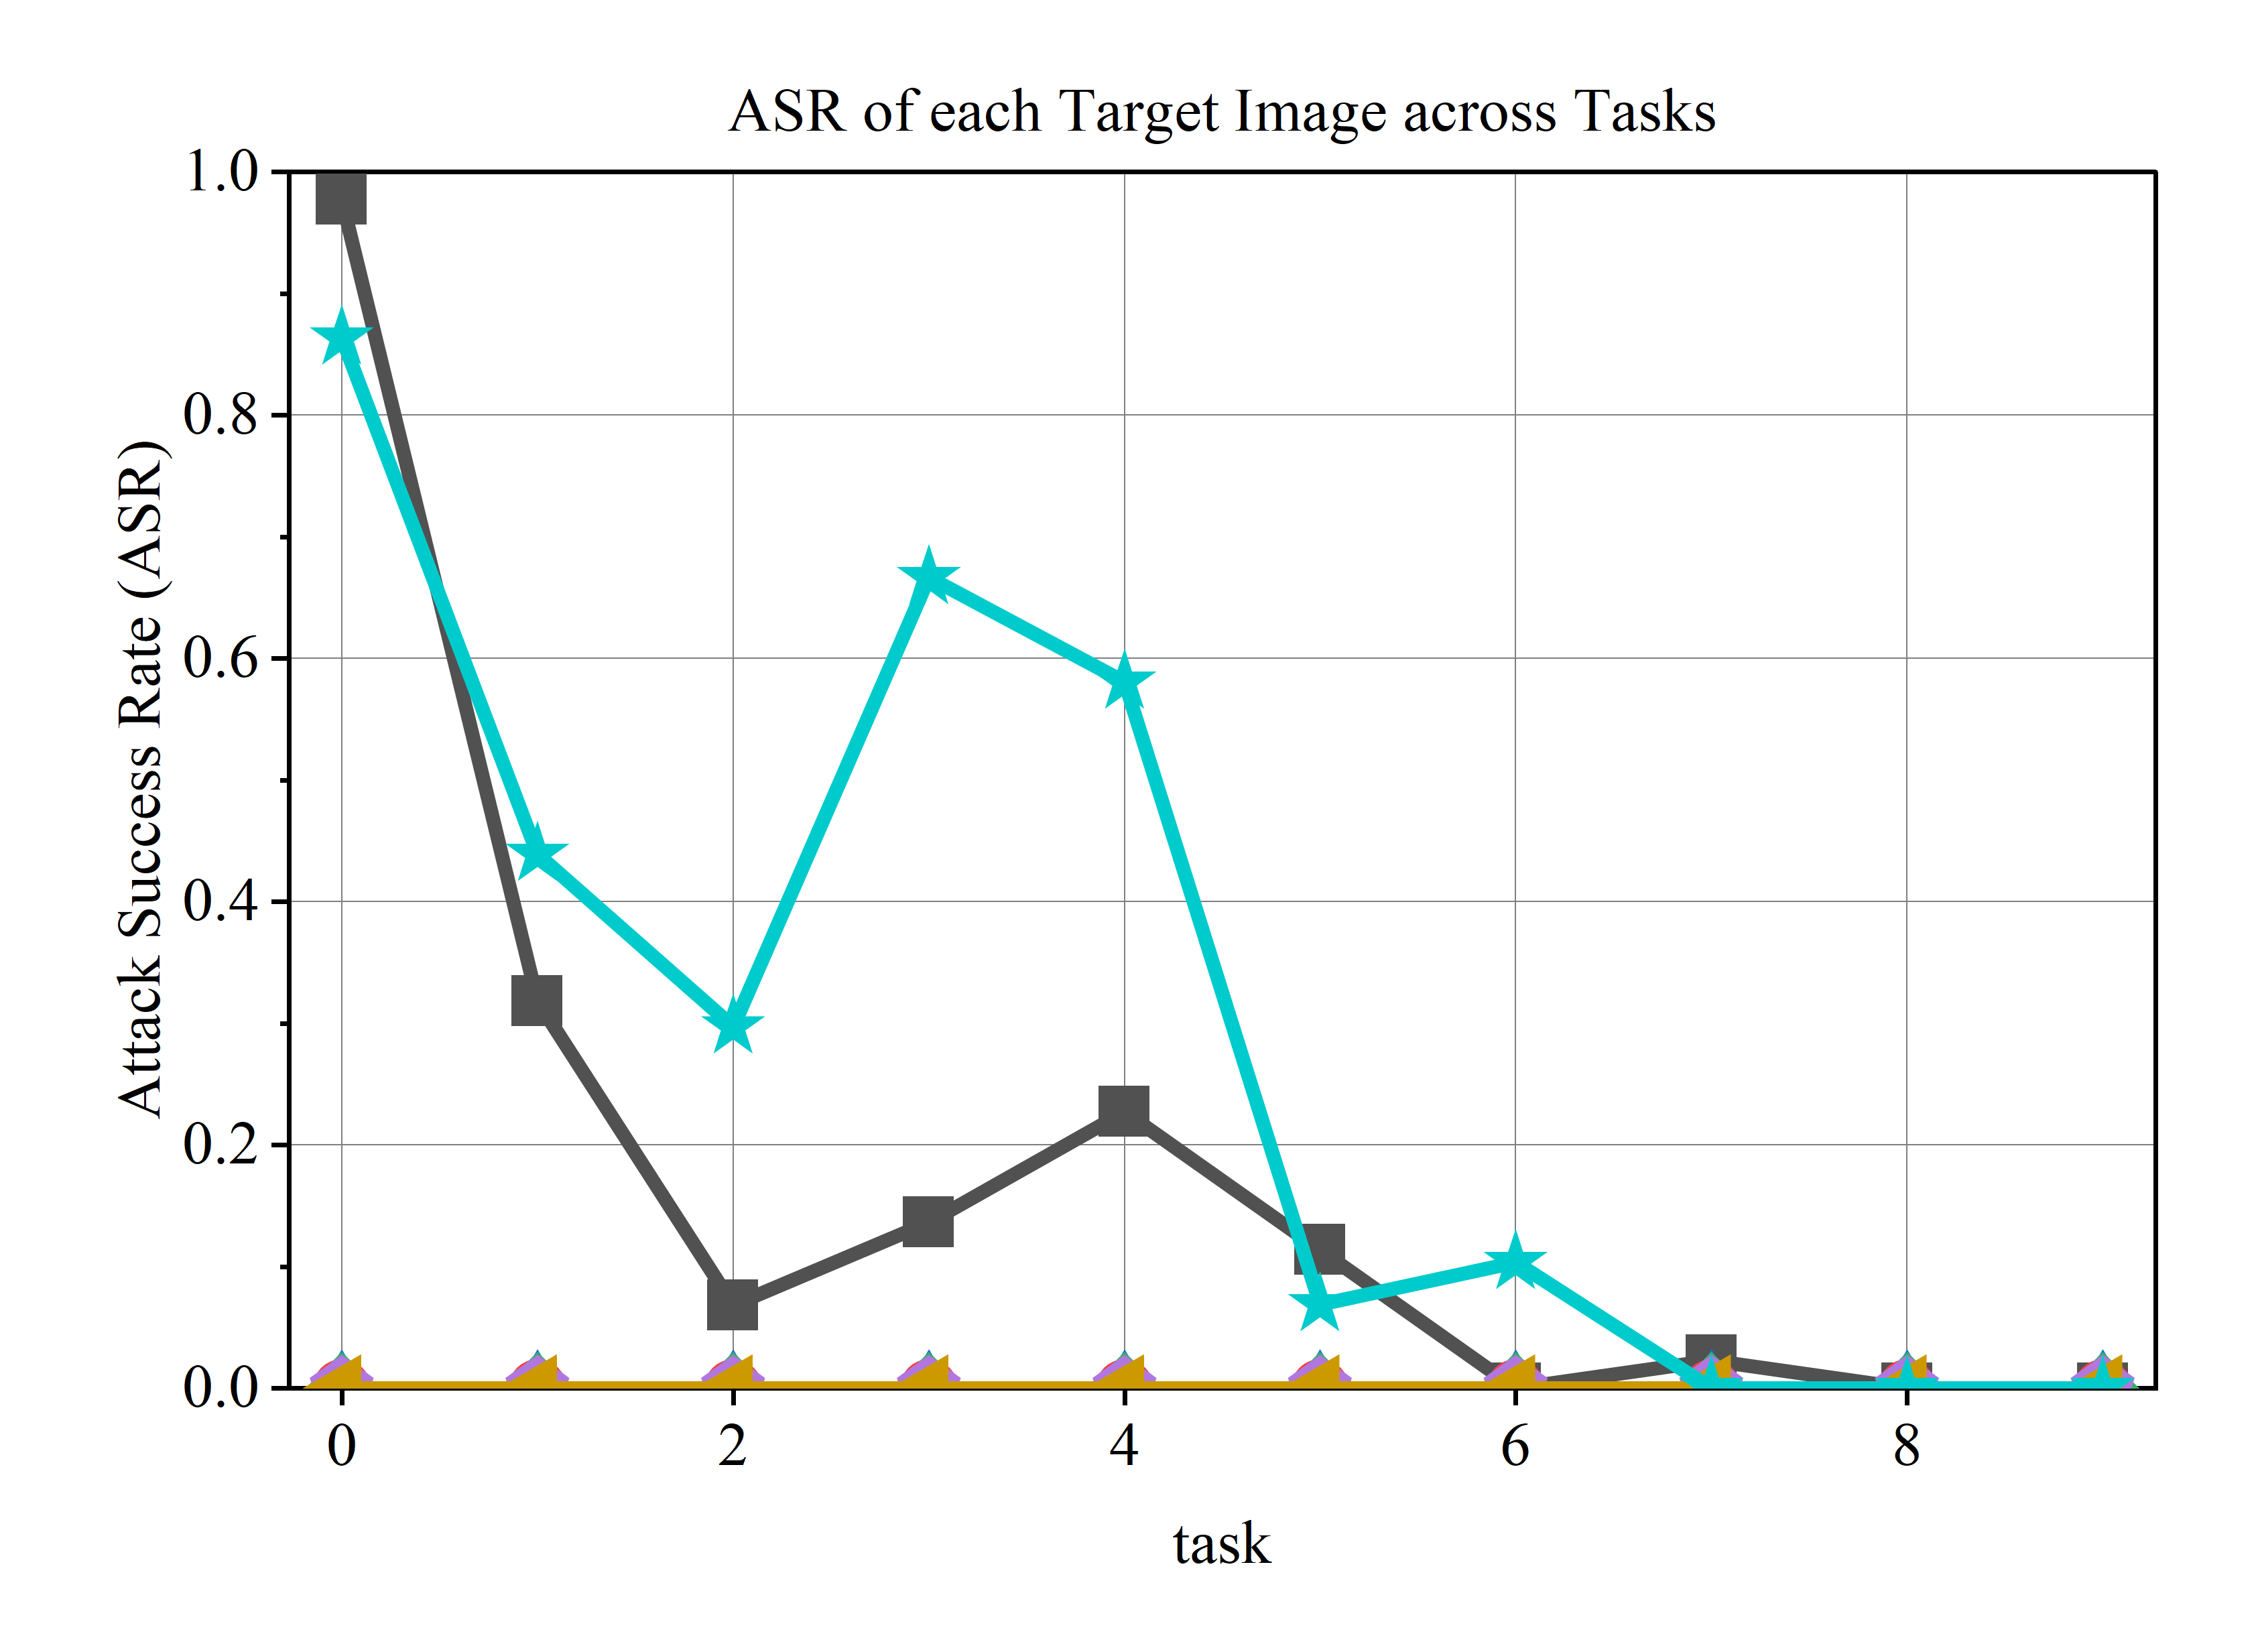 ASR of each Target Image across Tasks
Attack Success Rate (ASR)
1.0
0.8
0.6
0.4
0.2
0.0
0 2 4 6 8
task